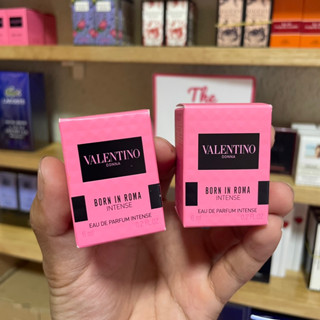 The
VALENTINO
DONNA
BORN IN ROMA
INTENSE
EAU DE PARFUM INTENSE
VALENTINO
DONNA
BORN IN ROMA
INTENSE
EAU DE PARFUM INTENSE